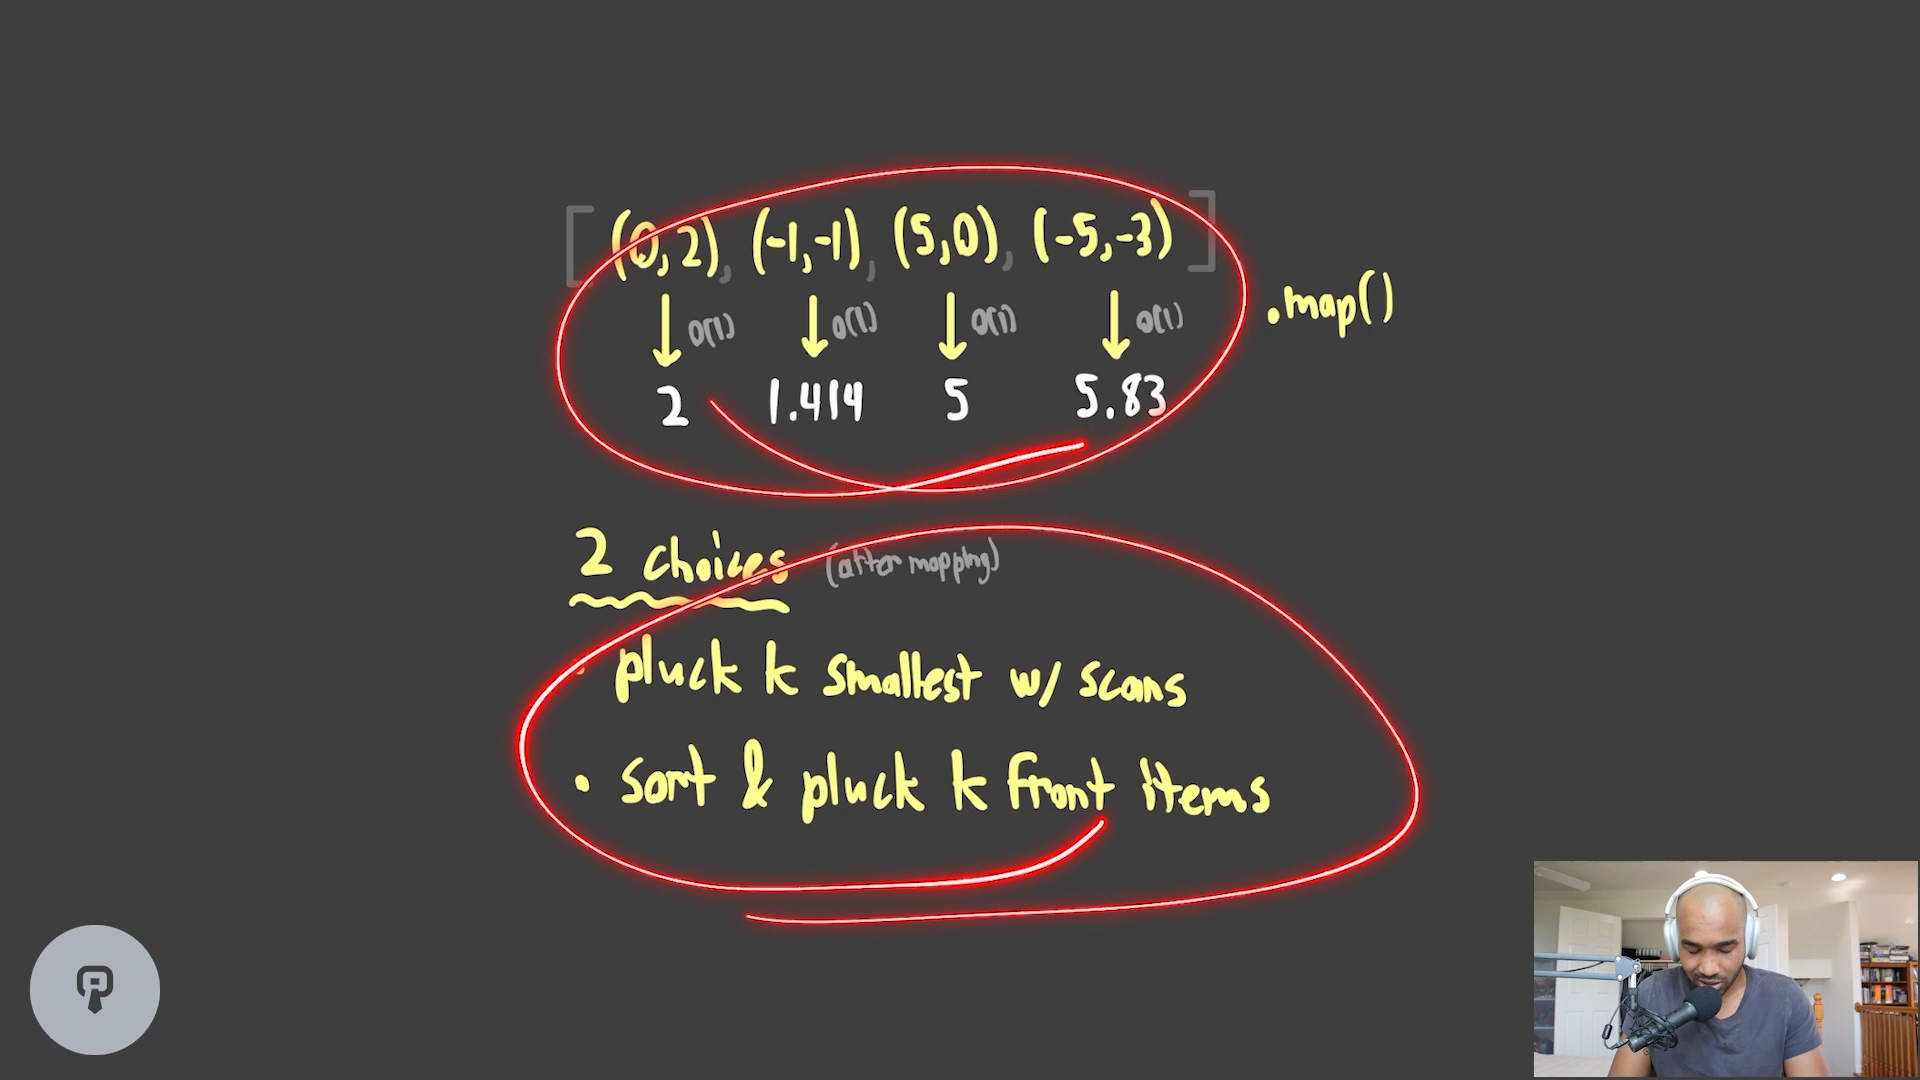 [(0,2), (-1,-1), (5,0), (-5,-3)]
O(1) O(1) O(1) O(1) .map()
2 1.414 5 5.83
2 choices (after mapping)
• pluck k smallest w/ scans
• sort & pluck k front items